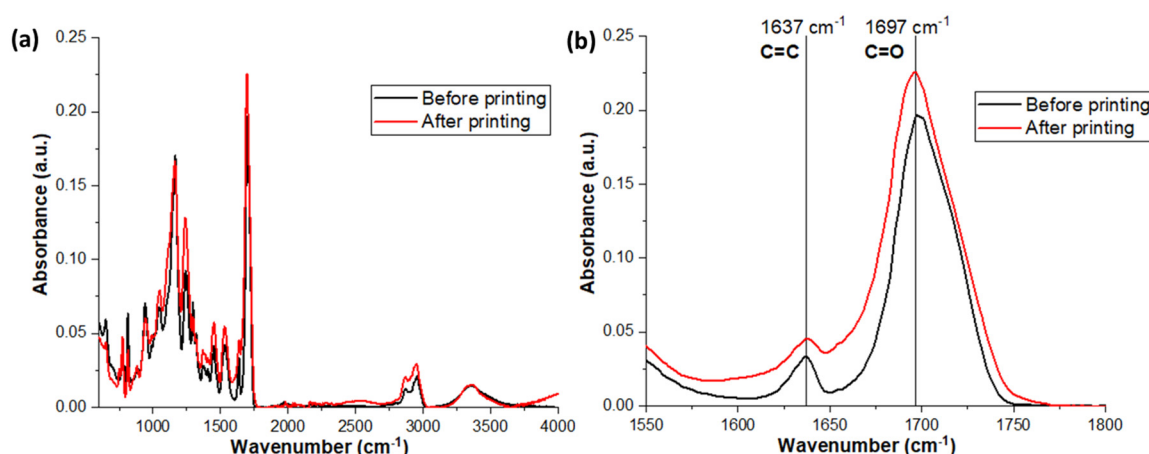 (a)
0.25
0.20
0.15
0.10
0.05
0.00
Absorbance (a.u.)
1000 1500 2000 2500 3000 3500 4000
Wavenumber (cm-1)
Before printing
After printing
(b)
1637 cm-1
C=C
1697 cm-1
C=O
0.25
0.20
0.15
0.10
0.05
0.00
Absorbance (a.u.)
1550 1600 1650 1700 1750 1800
Wavenumber (cm-1)
Before printing
After printing